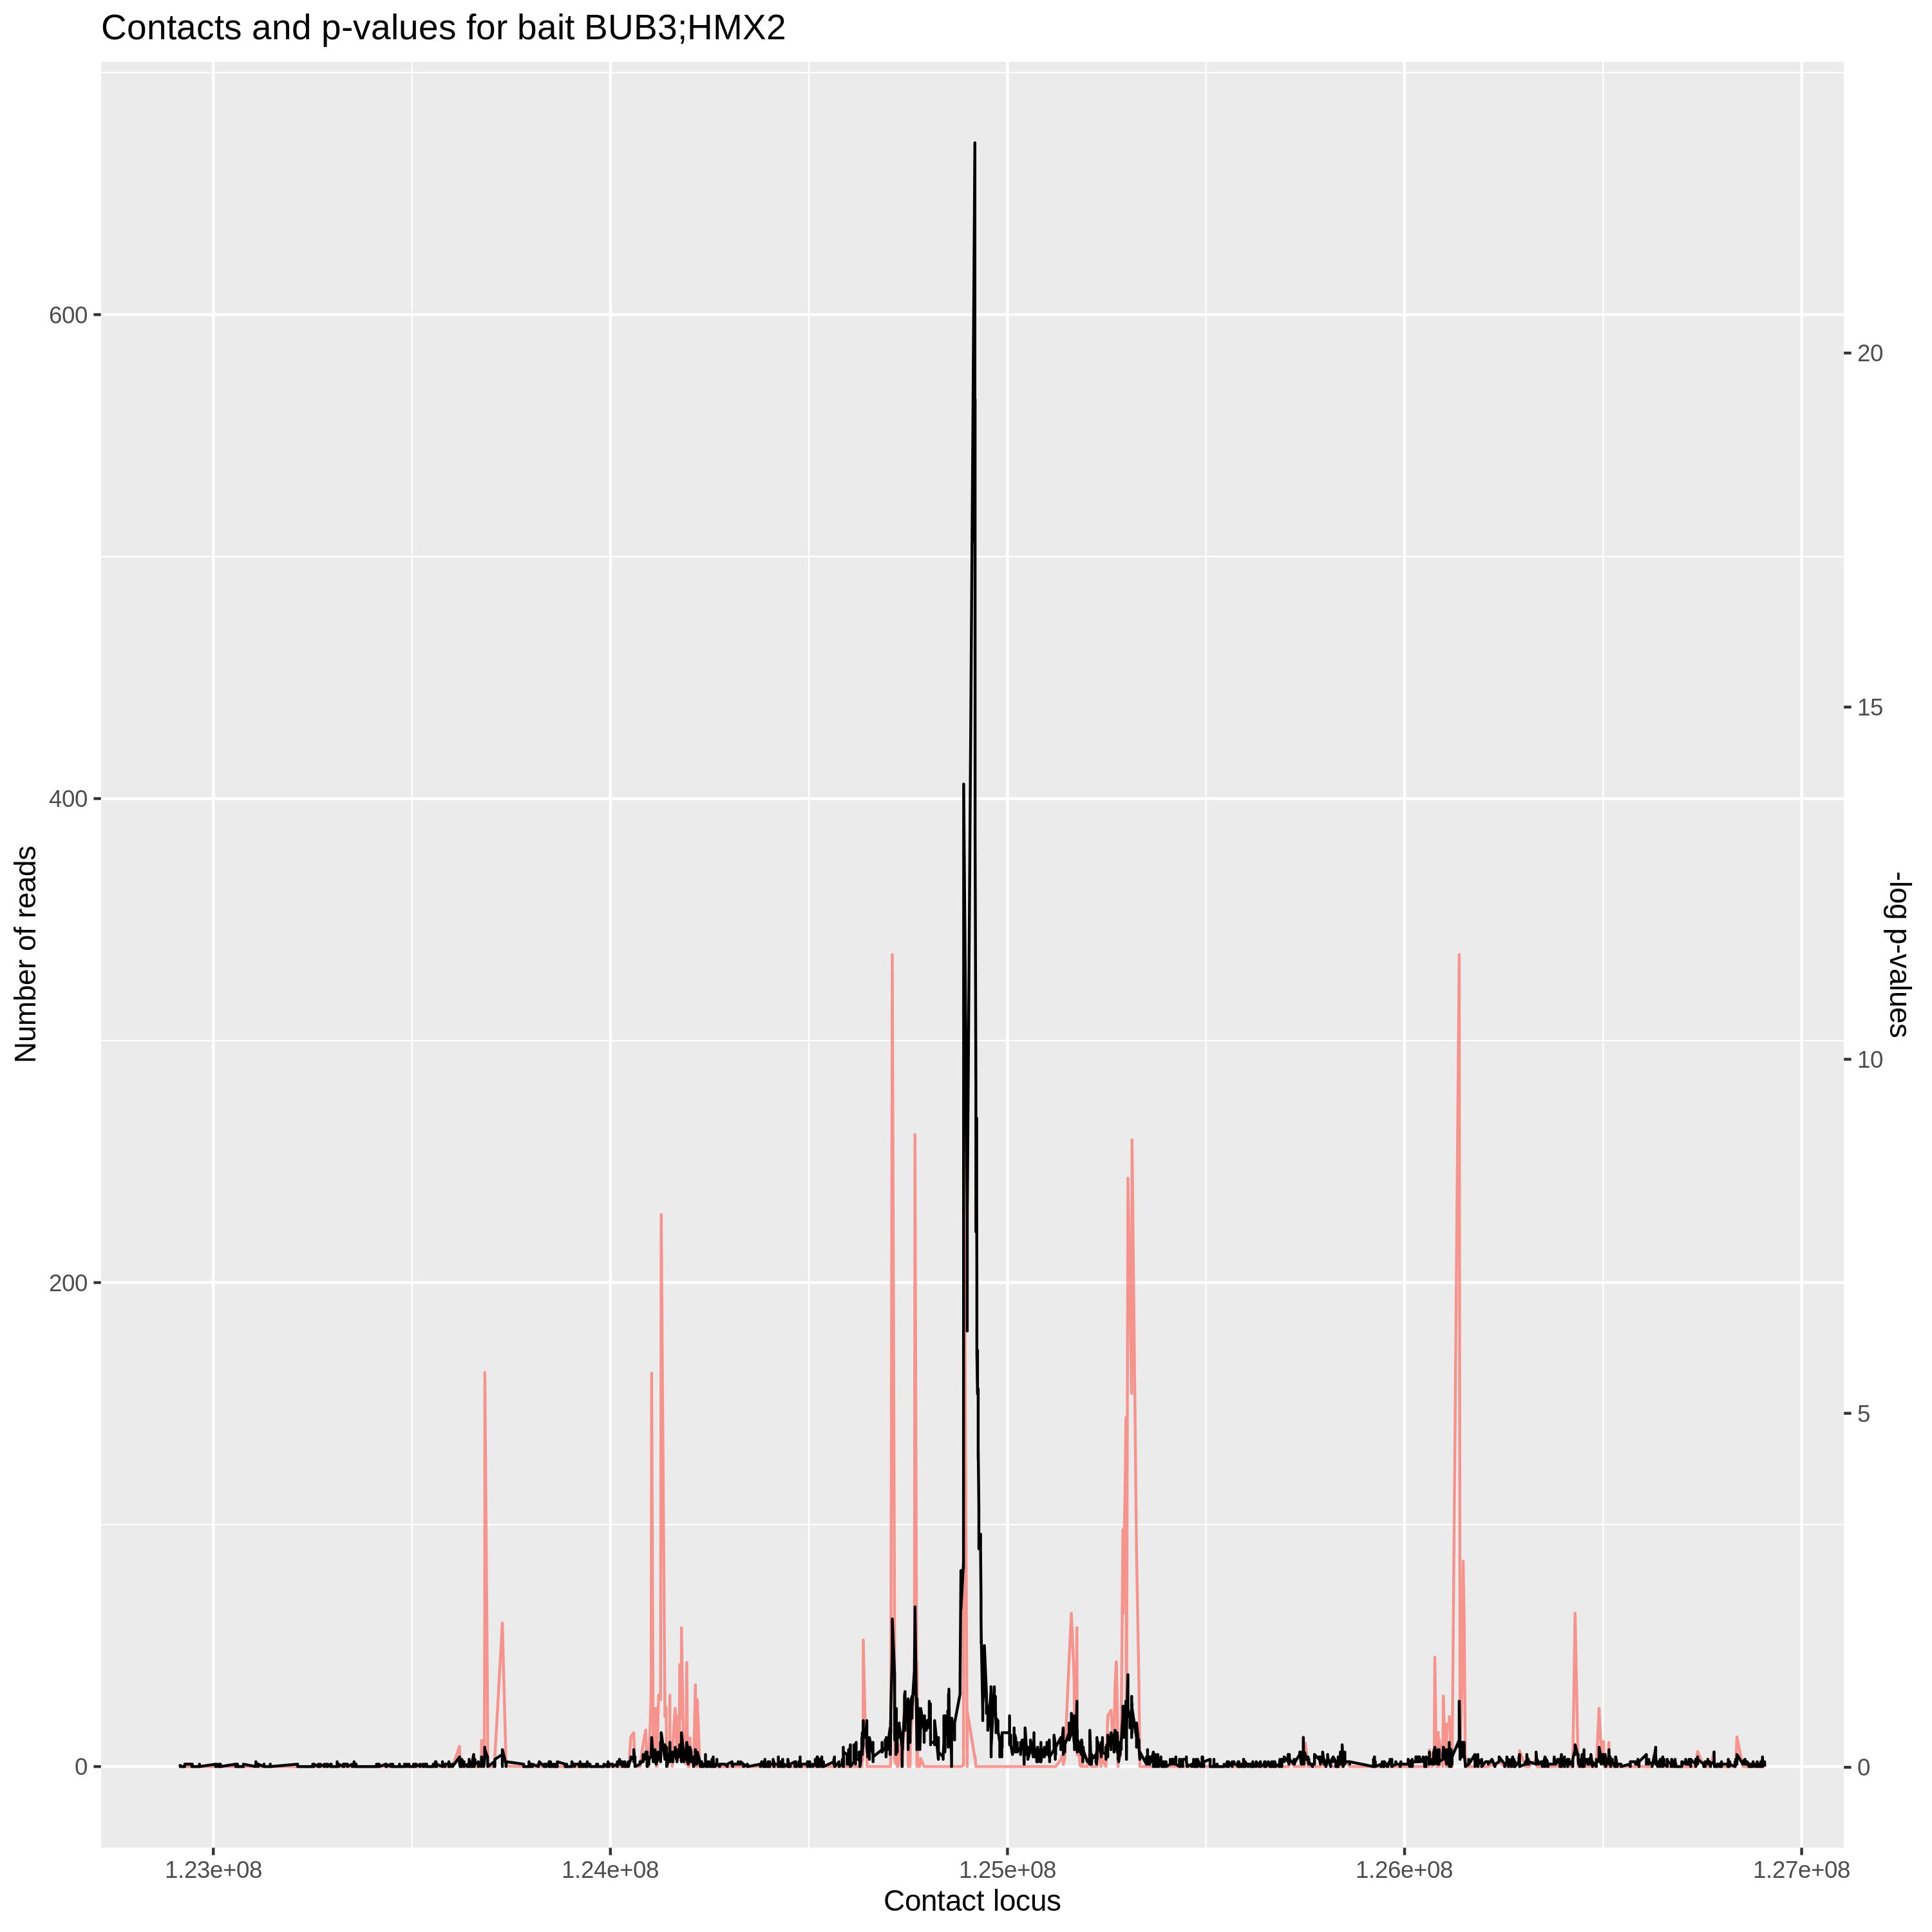 Contacts and p-values for bait BUB3;HMX2
600
400
200
0
Number of reads
20
15
10
5
0
-log p-values
1.23e+08
1.24e+08
1.25e+08
1.26e+08
1.27e+08
Contact locus